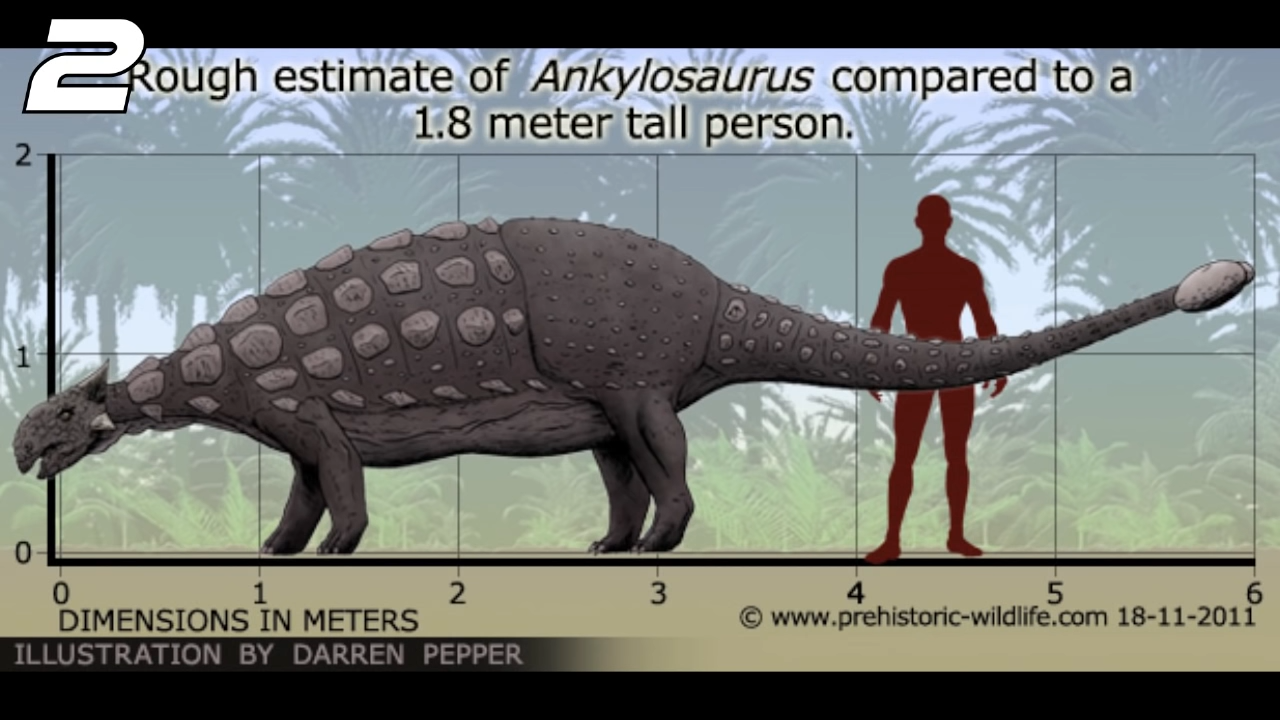 2
Rough estimate of Ankylosaurus compared to a
1.8 meter tall person.
2
1
0
0 1 2 3 4 5 6
DIMENSIONS IN METERS
© www.prehistoric-wildlife.com 18-11-2011
ILLUSTRATION BY DARREN PEPPER